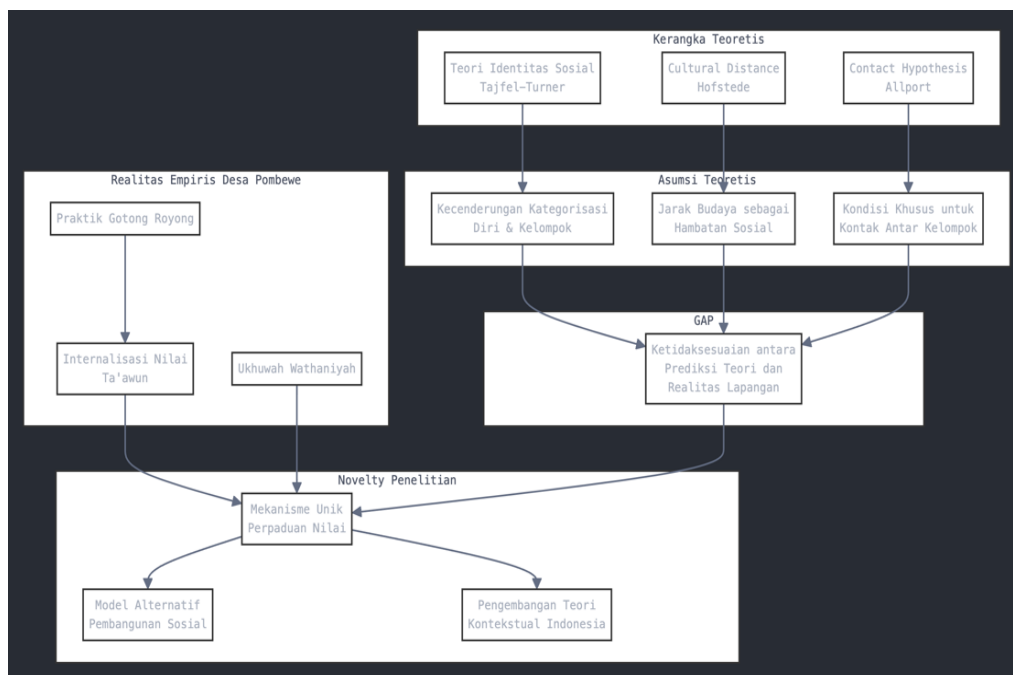 Kerangka Teoretis
Teori Identitas Sosial
Tajfel-Turner
Cultural Distance
Hofstede
Contact Hypothesis
Allport
Realitas Empiris Desa Pombewe
Praktik Gotong Royong
Internalisasi Nilai
Ta'awun
Ukhuwah Wathaniyah
Asumsi Teoretis
Kecenderungan Kategorisasi
Diri & Kelompok
Jarak Budaya sebagai
Hambatan Sosial
Kondisi Khusus untuk
Kontak Antar Kelompok
GAP
Ketidaksesuaian antara
Prediksi Teori dan
Realitas Lapangan
Novelty Penelitian
Mekanisme Unik
Perpaduan Nilai
Model Alternatif
Pembangunan Sosial
Pengembangan Teori
Kontekstual Indonesia